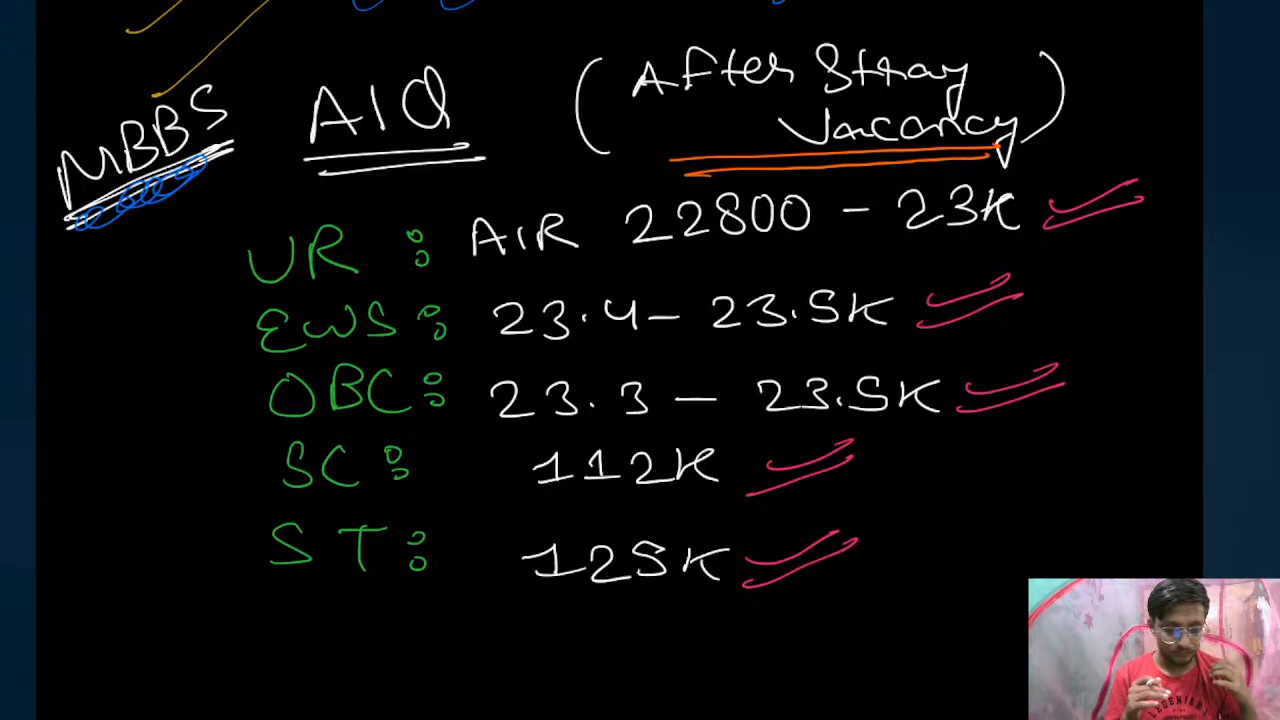 MBBS AIQ (After Stray
Vacancy)
UR : AIR 22800 - 23K
EWS : 23.4 - 23.5K
OBC : 23.3 - 23.5K
SC : 112K
ST : 125K